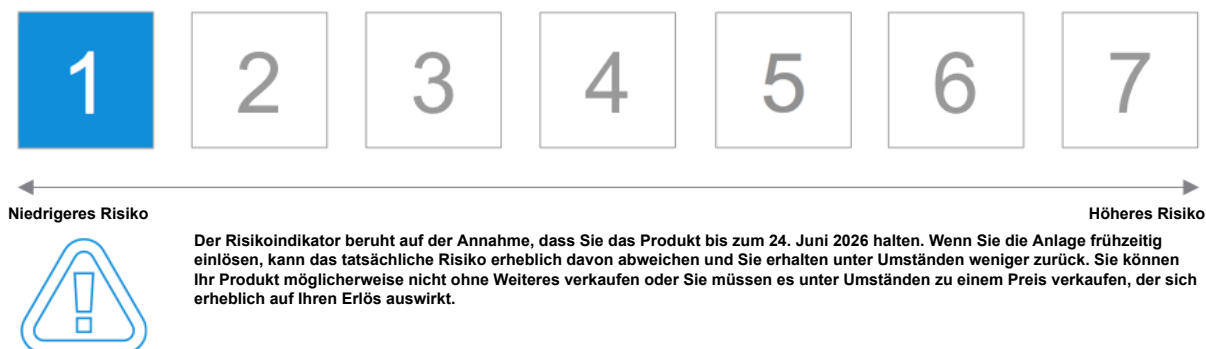 1 2 3 4 5 6 7
Niedrigeres Risiko Höheres Risiko
Der Risikoindikator beruht auf der Annahme, dass Sie das Produkt bis zum 24. Juni 2026 halten. Wenn Sie die Anlage frühzeitig
einlösen, kann das tatsächliche Risiko erheblich davon abweichen und Sie erhalten unter Umständen weniger zurück. Sie können
Ihr Produkt möglicherweise nicht ohne Weiteres verkaufen oder Sie müssen es unter Umständen zu einem Preis verkaufen, der sich
erheblich auf Ihren Erlös auswirkt.